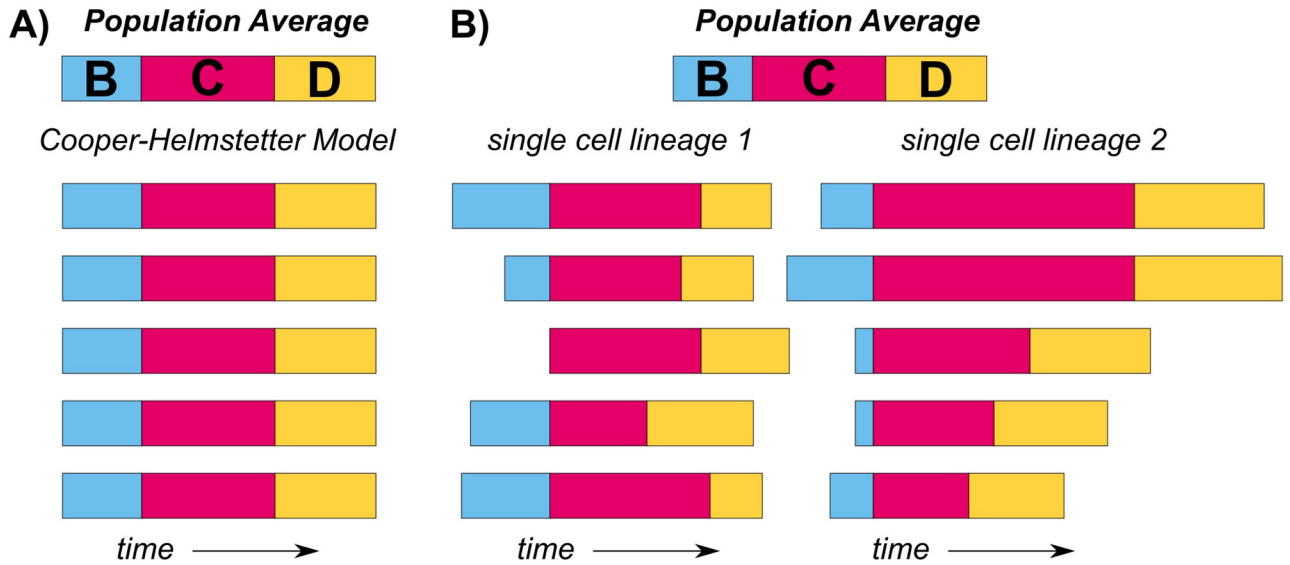 A) Population Average
B C D
Cooper-Helmstetter Model
time
B) Population Average
B C D
single cell lineage 1
single cell lineage 2
time
time